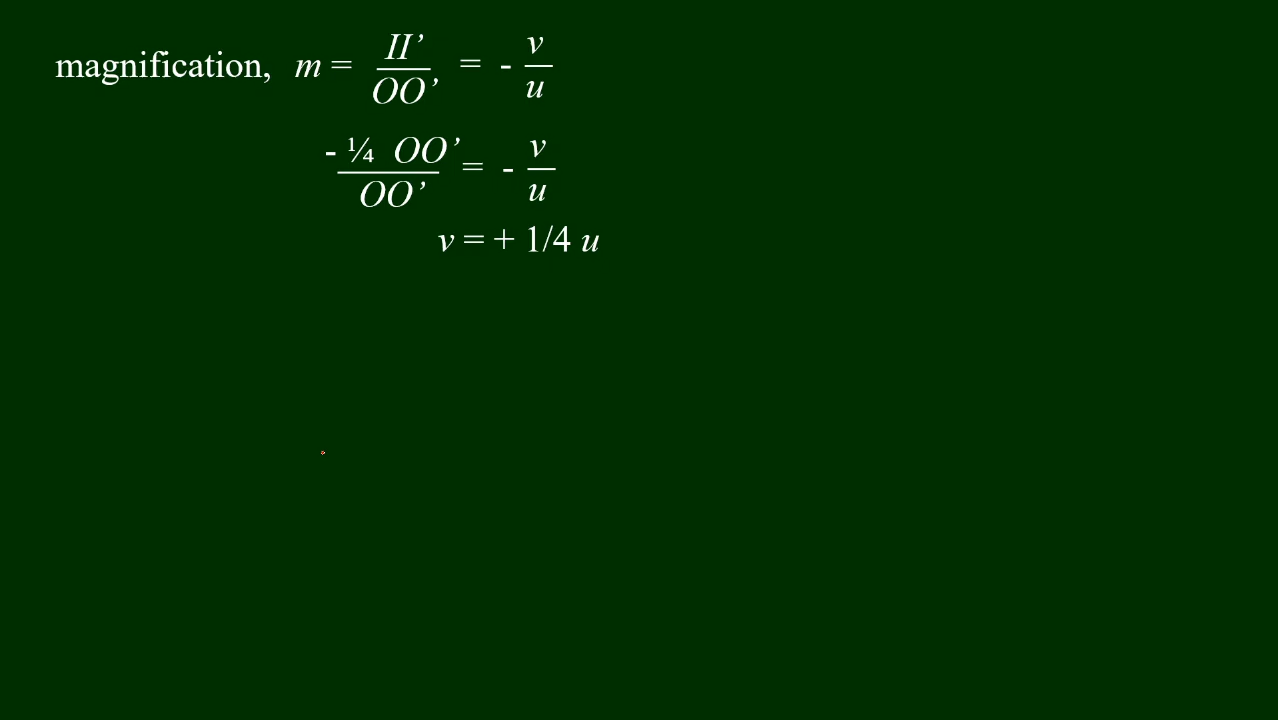 magnification, m = II’/OO’ = - v/u
- ¼ OO’/OO’ = - v/u
v = + 1/4 u